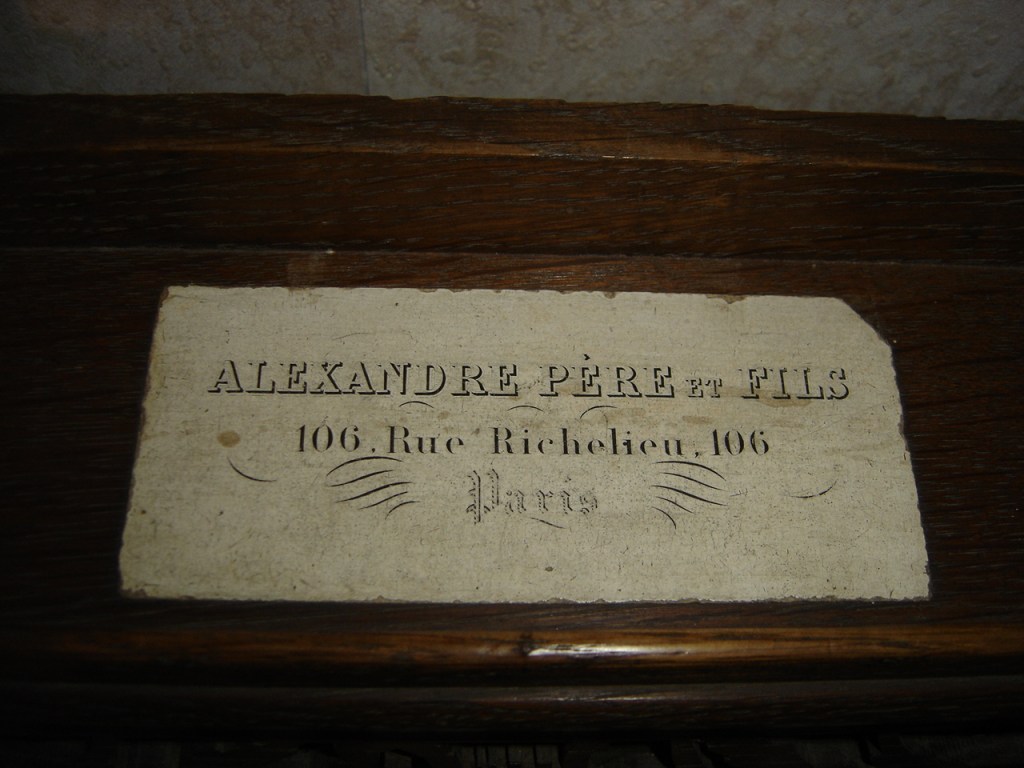 ALEXANDRE PÈRE ET FILS
106, Rue Richelieu, 106
Paris